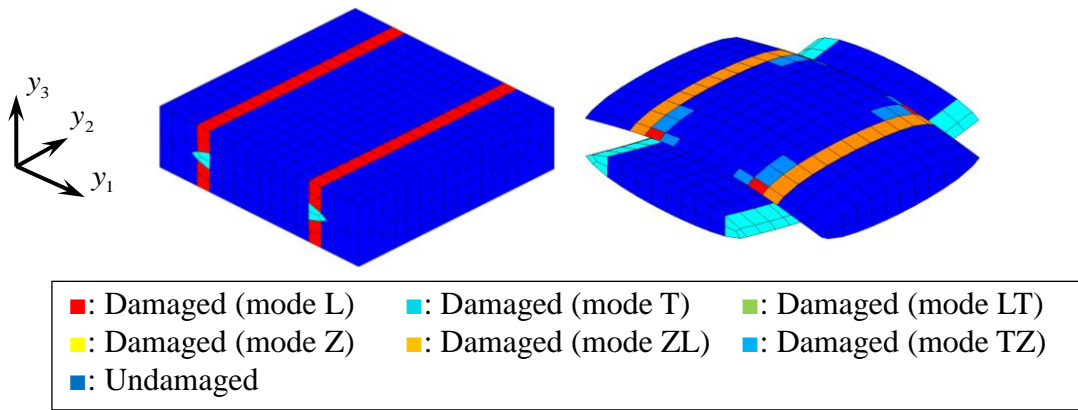 y₃
y₂
y₁
■: Damaged (mode L) ■: Damaged (mode T) ■: Damaged (mode LT)
■: Damaged (mode Z) ■: Damaged (mode ZL) ■: Damaged (mode TZ)
■: Undamaged